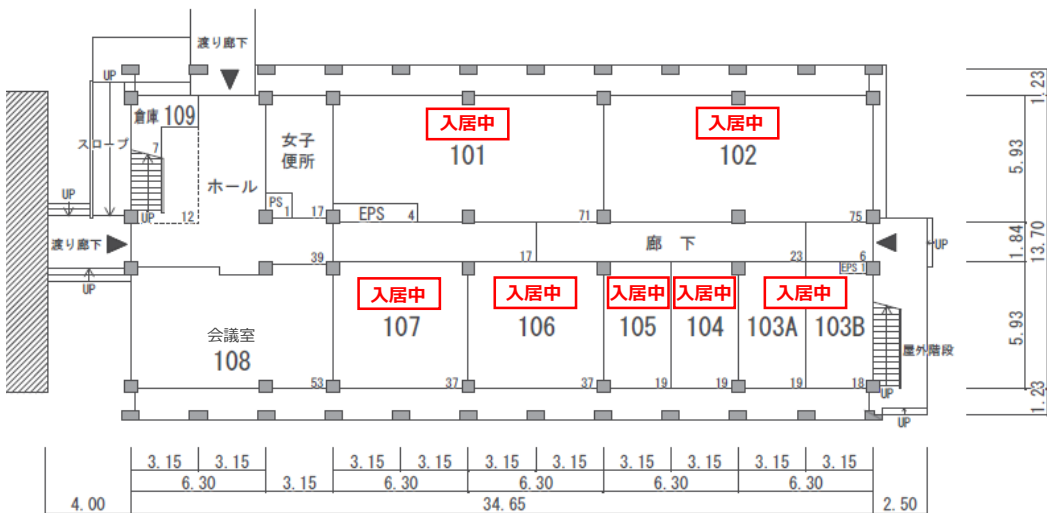 渡り廊下
UP
倉庫 109
スロープ
7
UP
12
ホール
女子
便所
PS
1
17
入居中
101
EPS 4
71
入居中
102
75
UP
渡り廊下
UP
39
17
廊 下
23
6
EPS 1
UP
会議室
108
53
入居中
107
37
入居中
106
37
入居中
105
19
入居中
104
19
入居中
103A
19
103B
18
屋外階段
UP
UP
1.23
5.93
1.84
13.70
5.93
1.23
3.15 3.15 3.15 3.15 3.15 3.15 3.15 3.15 3.15 3.15
6.30 3.15 6.30 6.30 6.30 6.30
4.00 34.65 2.50